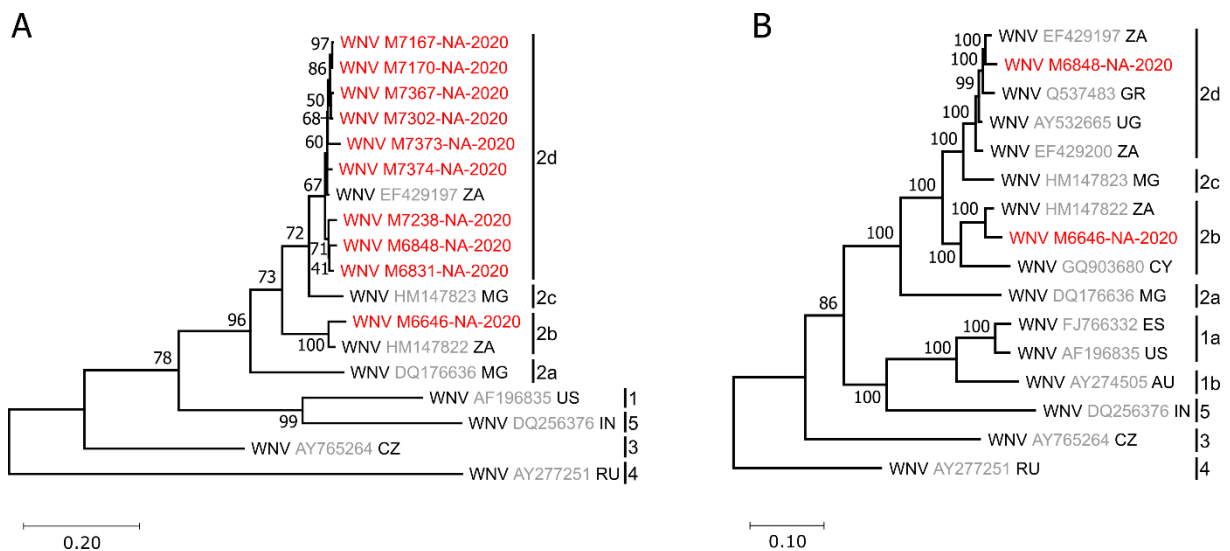 A
97
WNV M7167-NA-2020
86
WNV M7170-NA-2020
50
WNV M7367-NA-2020
68
WNV M7302-NA-2020
60
WNV M7373-NA-2020
2d
WNV M7374-NA-2020
67
WNV EF429197 ZA
WNV M7238-NA-2020
72
71
WNV M6848-NA-2020
41
WNV M6831-NA-2020
73
WNV HM147823 MG
2c
96
WNV M6646-NA-2020
2b
100
WNV HM147822 ZA
78
WNV DQ176636 MG
2a
WNV AF196835 US
1
99
WNV DQ256376 IN
5
WNV AY765264 CZ
3
WNV AY277251 RU
4
0.20
B
100
WNV EF429197 ZA
100
WNV M6848-NA-2020
99
WNV Q537483 GR
2d
100
WNV AY532665 UG
100
WNV EF429200 ZA
100
WNV HM147823 MG
2c
100
WNV HM147822 ZA
100
WNV M6646-NA-2020
2b
100
WNV GQ903680 CY
WNV DQ176636 MG
2a
86
100
WNV FJ766332 ES
1a
100
WNV AF196835 US
WNV AY274505 AU
1b
100
WNV DQ256376 IN
5
WNV AY765264 CZ
3
WNV AY277251 RU
4
0.10